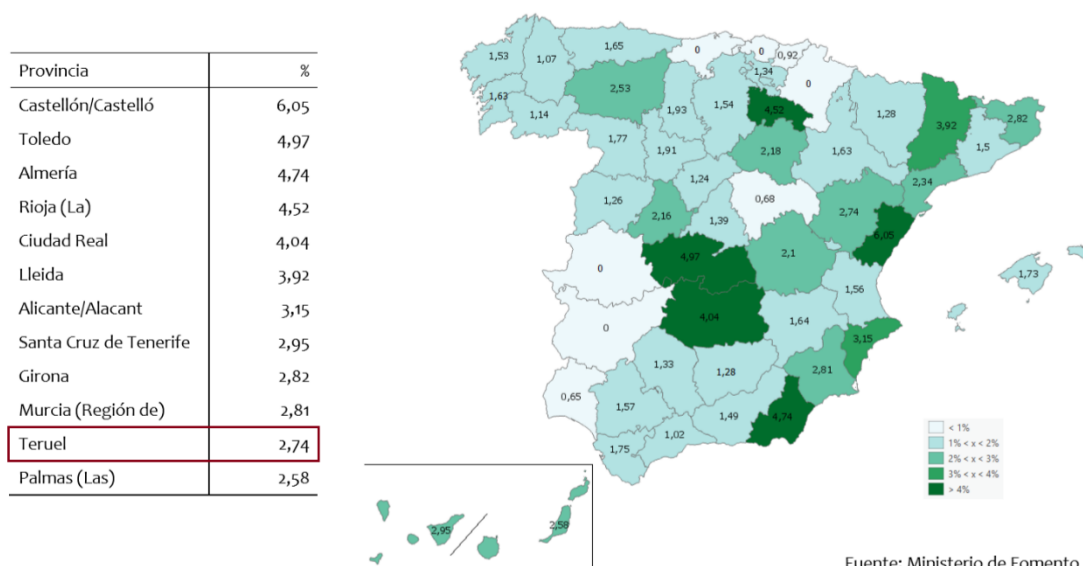 Provincia %
Castellón/Castelló 6,05
Toledo 4,97
Almería 4,74
Rioja (La) 4,52
Ciudad Real 4,04
Lleida 3,92
Alicante/Alacant 3,15
Santa Cruz de Tenerife 2,95
Girona 2,82
Murcia (Región de) 2,81
Teruel 2,74
Palmas (Las) 2,58
1,53 1,07 1,65 0 0 0,92
1,34
1,63 1,14 2,53 1,93 1,54 4,52 0 1,28 3,92 2,82
1,77 1,91 2,18 1,63 1,5
1,24 2,34
1,26 2,16 1,39 0,68 2,74 6,05
0 4,97 2,1 1,73
1,56
0 4,04 1,64
1,33 1,28 2,81 3,15
0,65 1,57 1,49 4,74
1,75 1,02
2,95 2,58
< 1%
1% < x < 2%
2% < x < 3%
3% < x < 4%
> 4%
Fuente: Ministerio de Fomento